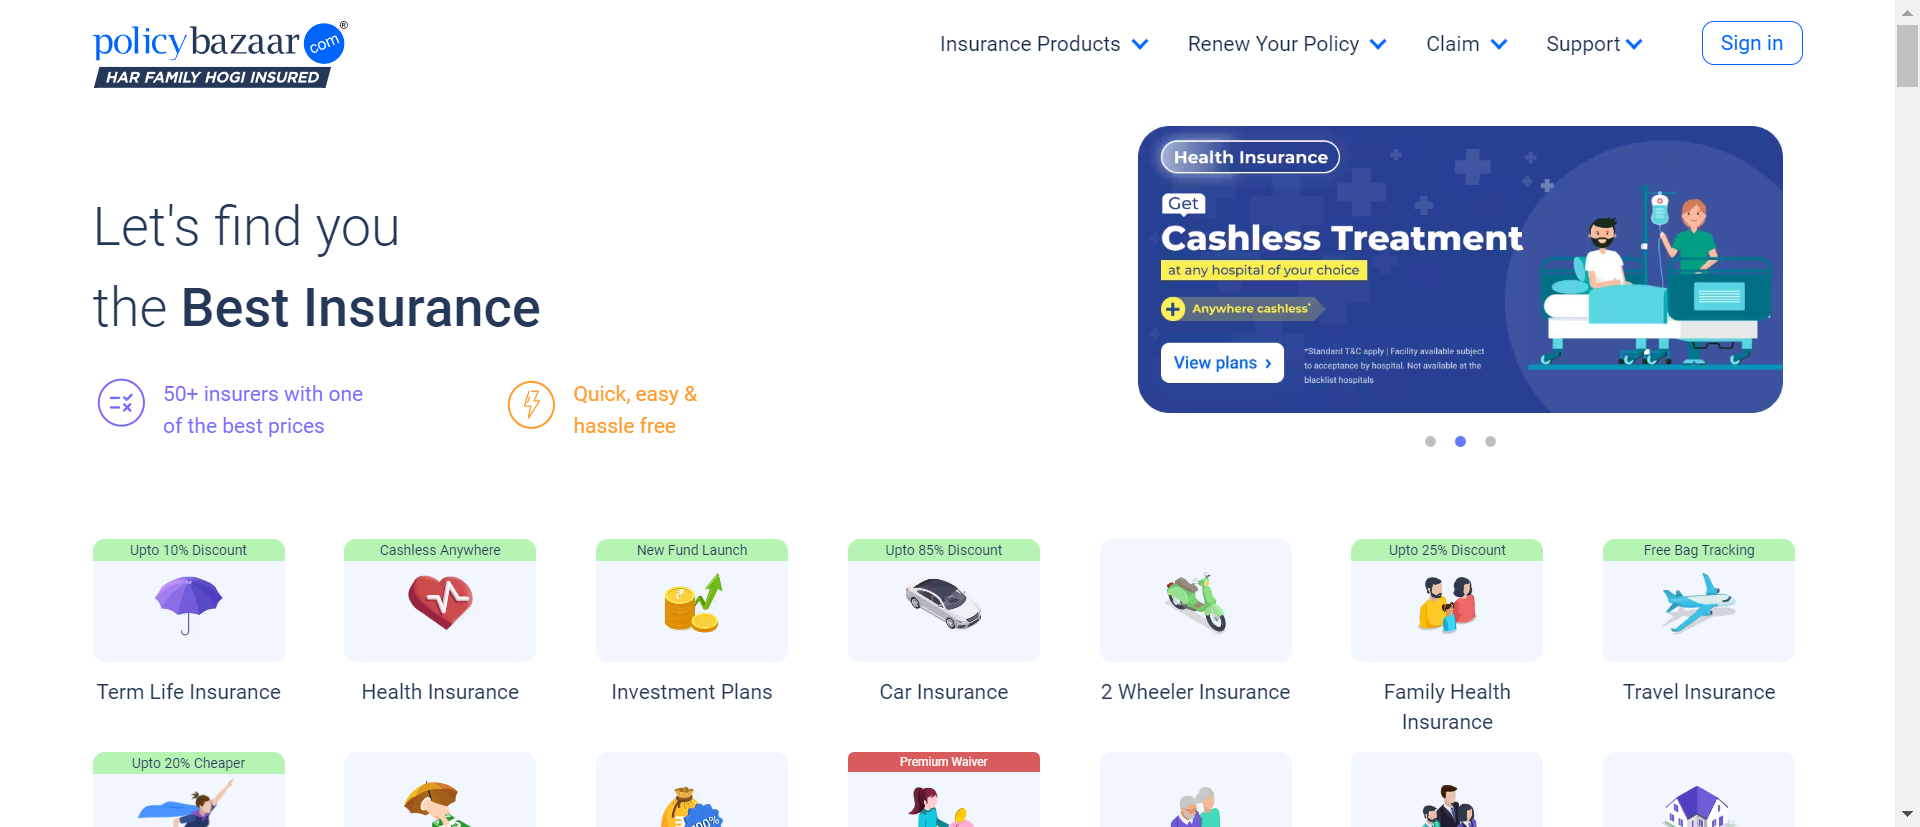 policybazaar com ®
HAR FAMILY HOGI INSURED
Insurance Products
Renew Your Policy
Claim
Support
Sign in
Let's find you
the Best Insurance
50+ insurers with one
of the best prices
Quick, easy &
hassle free
Health Insurance
Get
Cashless Treatment
at any hospital of your choice
Anywhere cashless*
View plans ›
*Standard T&C apply | Facility available subject
to acceptance by hospital. Not available at the
blacklist hospitals
Upto 10% Discount
Term Life Insurance
Cashless Anywhere
Health Insurance
New Fund Launch
Investment Plans
Upto 85% Discount
Car Insurance
2 Wheeler Insurance
Upto 25% Discount
Family Health
Insurance
Free Bag Tracking
Travel Insurance
Upto 20% Cheaper
100%
Premium Waiver